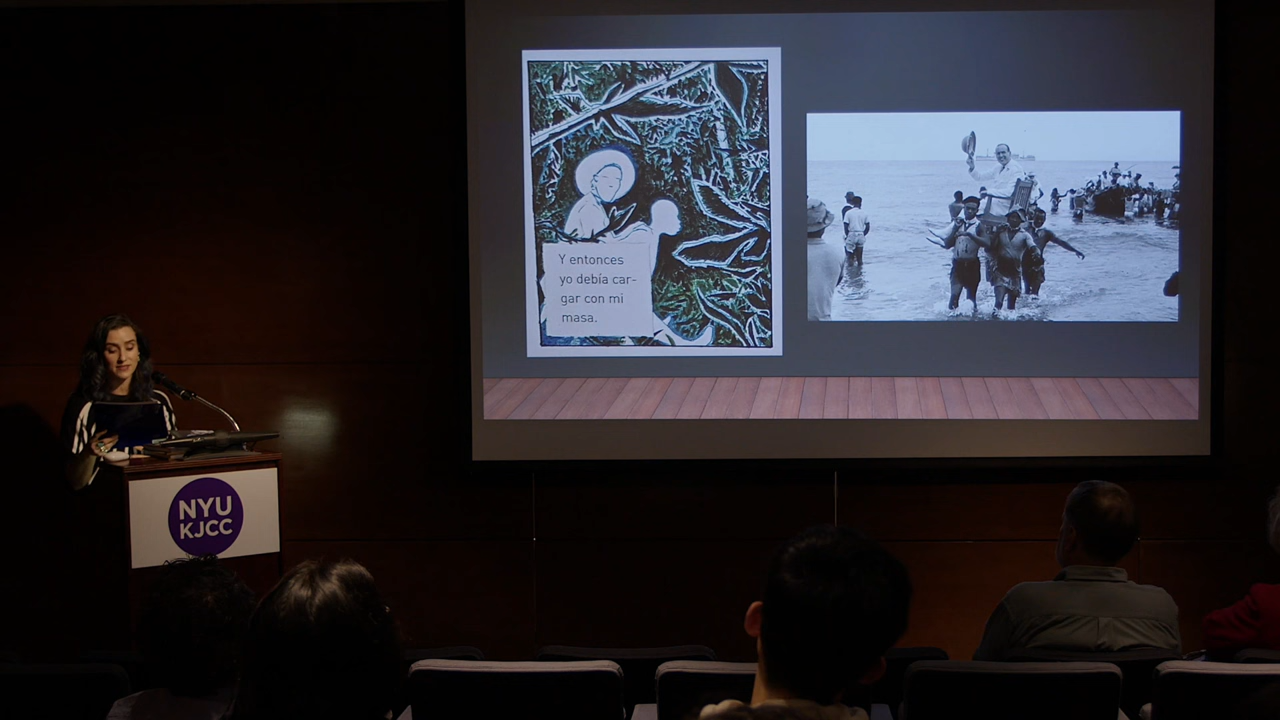 Y entonces
yo debía car-
gar con mi
masa.
NYU
KJCC